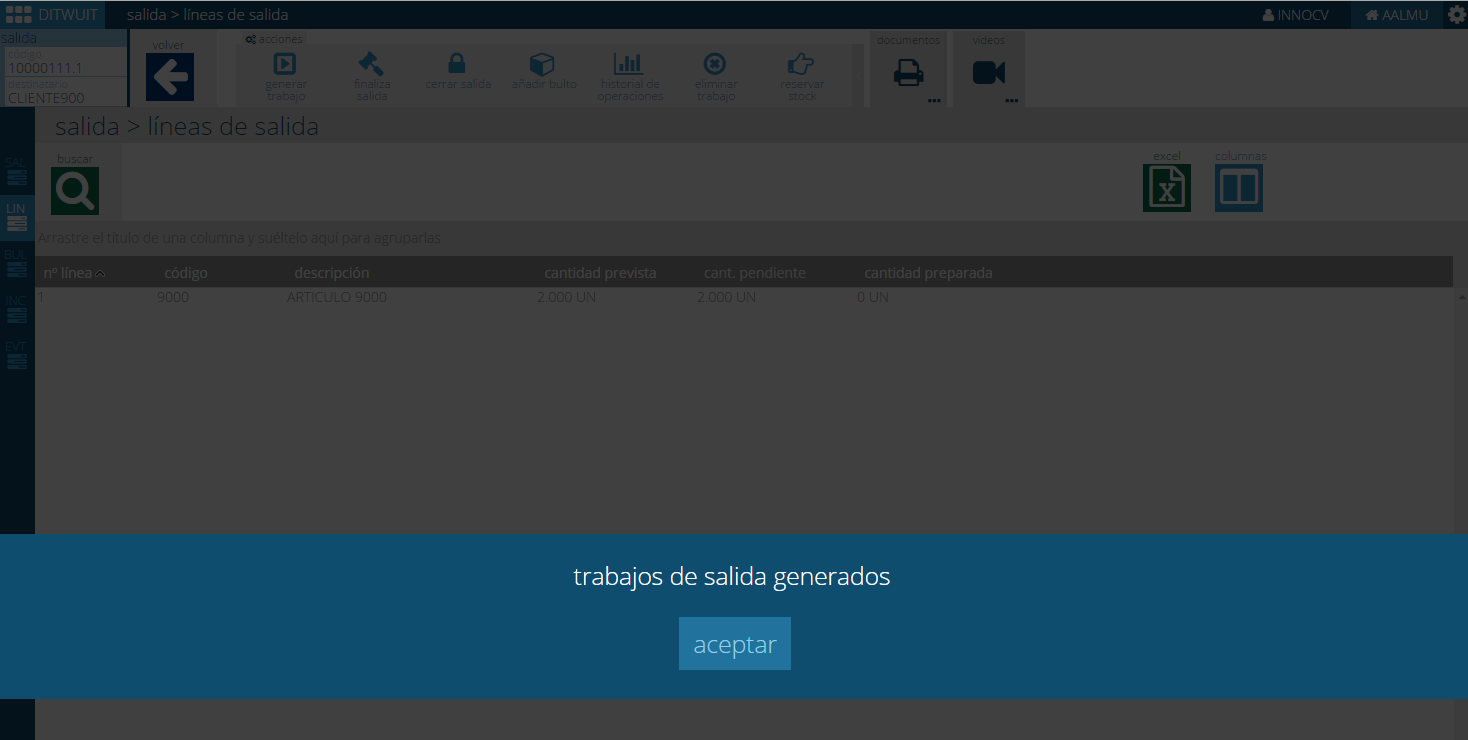 DITWUIT
salida > líneas de salida
INNOCV
AALMU
salida
código
10000111.1
destinatario
CLIENTE900
volver
acciones
generar trabajo
finaliza salida
cerrar salida
añadir bulto
historial de operaciones
eliminar trabajo
reservar stock
documentos
videos
salida > líneas de salida
SAL
LIN
BUL
INC
EVT
buscar
excel
columnas
Arrastre el título de una columna y suéltelo aquí para agruparlas
nº línea código descripción cantidad prevista cant. pendiente cantidad preparada
1 9000 ARTICULO 9000 2.000 UN 2.000 UN 0 UN
trabajos de salida generados
aceptar